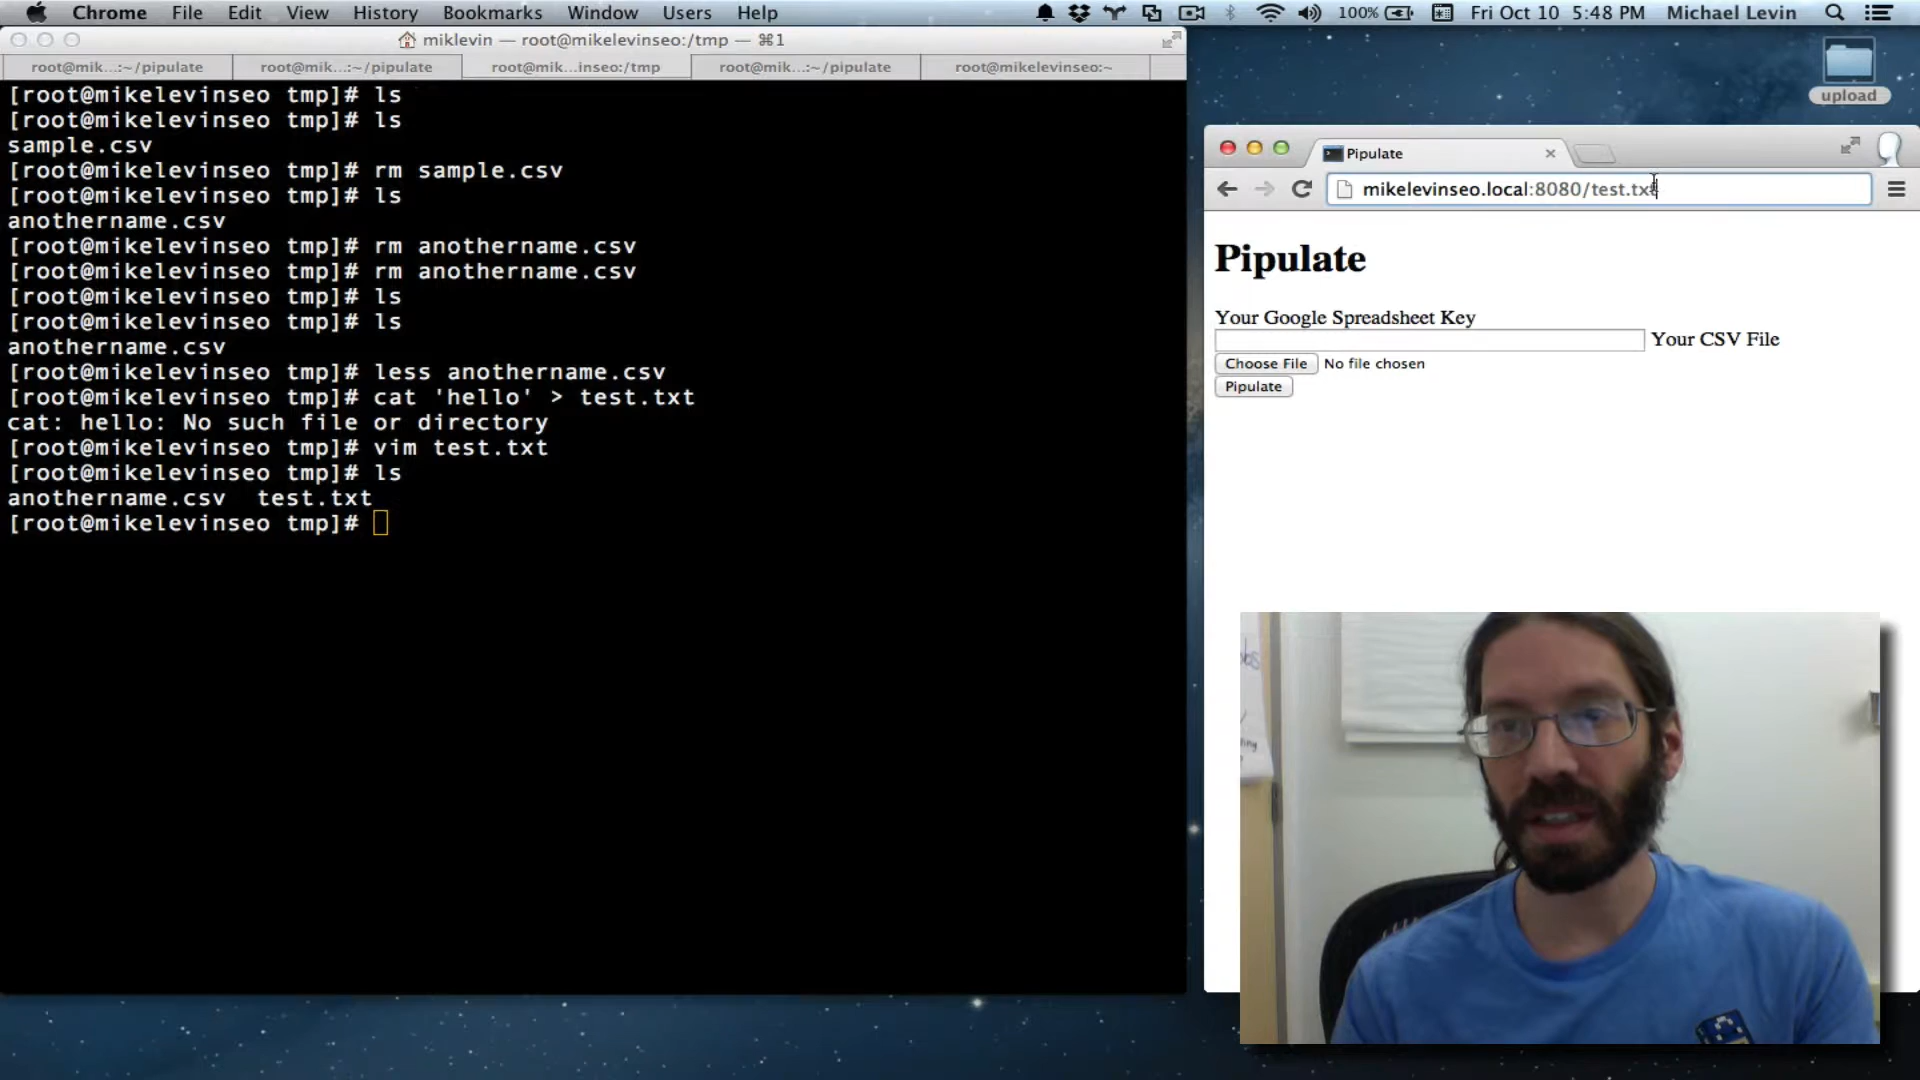 Chrome File Edit View History Bookmarks Window Users Help 100% Fri Oct 10 5:48 PM Michael Levin
miklevin — root@mikelevinseo:/tmp — ⌘1
root@mik...:~/pipulate root@mik...:~/pipulate root@mik...inseo:/tmp root@mik...:~/pipulate root@mikelevinseo:~
[root@mikelevinseo tmp]# ls
[root@mikelevinseo tmp]# ls
sample.csv
[root@mikelevinseo tmp]# rm sample.csv
[root@mikelevinseo tmp]# ls
anothername.csv
[root@mikelevinseo tmp]# rm anothername.csv
[root@mikelevinseo tmp]# rm anothername.csv
[root@mikelevinseo tmp]# ls
[root@mikelevinseo tmp]# ls
anothername.csv
[root@mikelevinseo tmp]# less anothername.csv
[root@mikelevinseo tmp]# cat 'hello' > test.txt
cat: hello: No such file or directory
[root@mikelevinseo tmp]# vim test.txt
[root@mikelevinseo tmp]# ls
anothername.csv test.txt
[root@mikelevinseo tmp]#
upload
Pipulate
mikelevinseo.local:8080/test.txt
Pipulate
Your Google Spreadsheet Key
Your CSV File
Choose File No file chosen
Pipulate